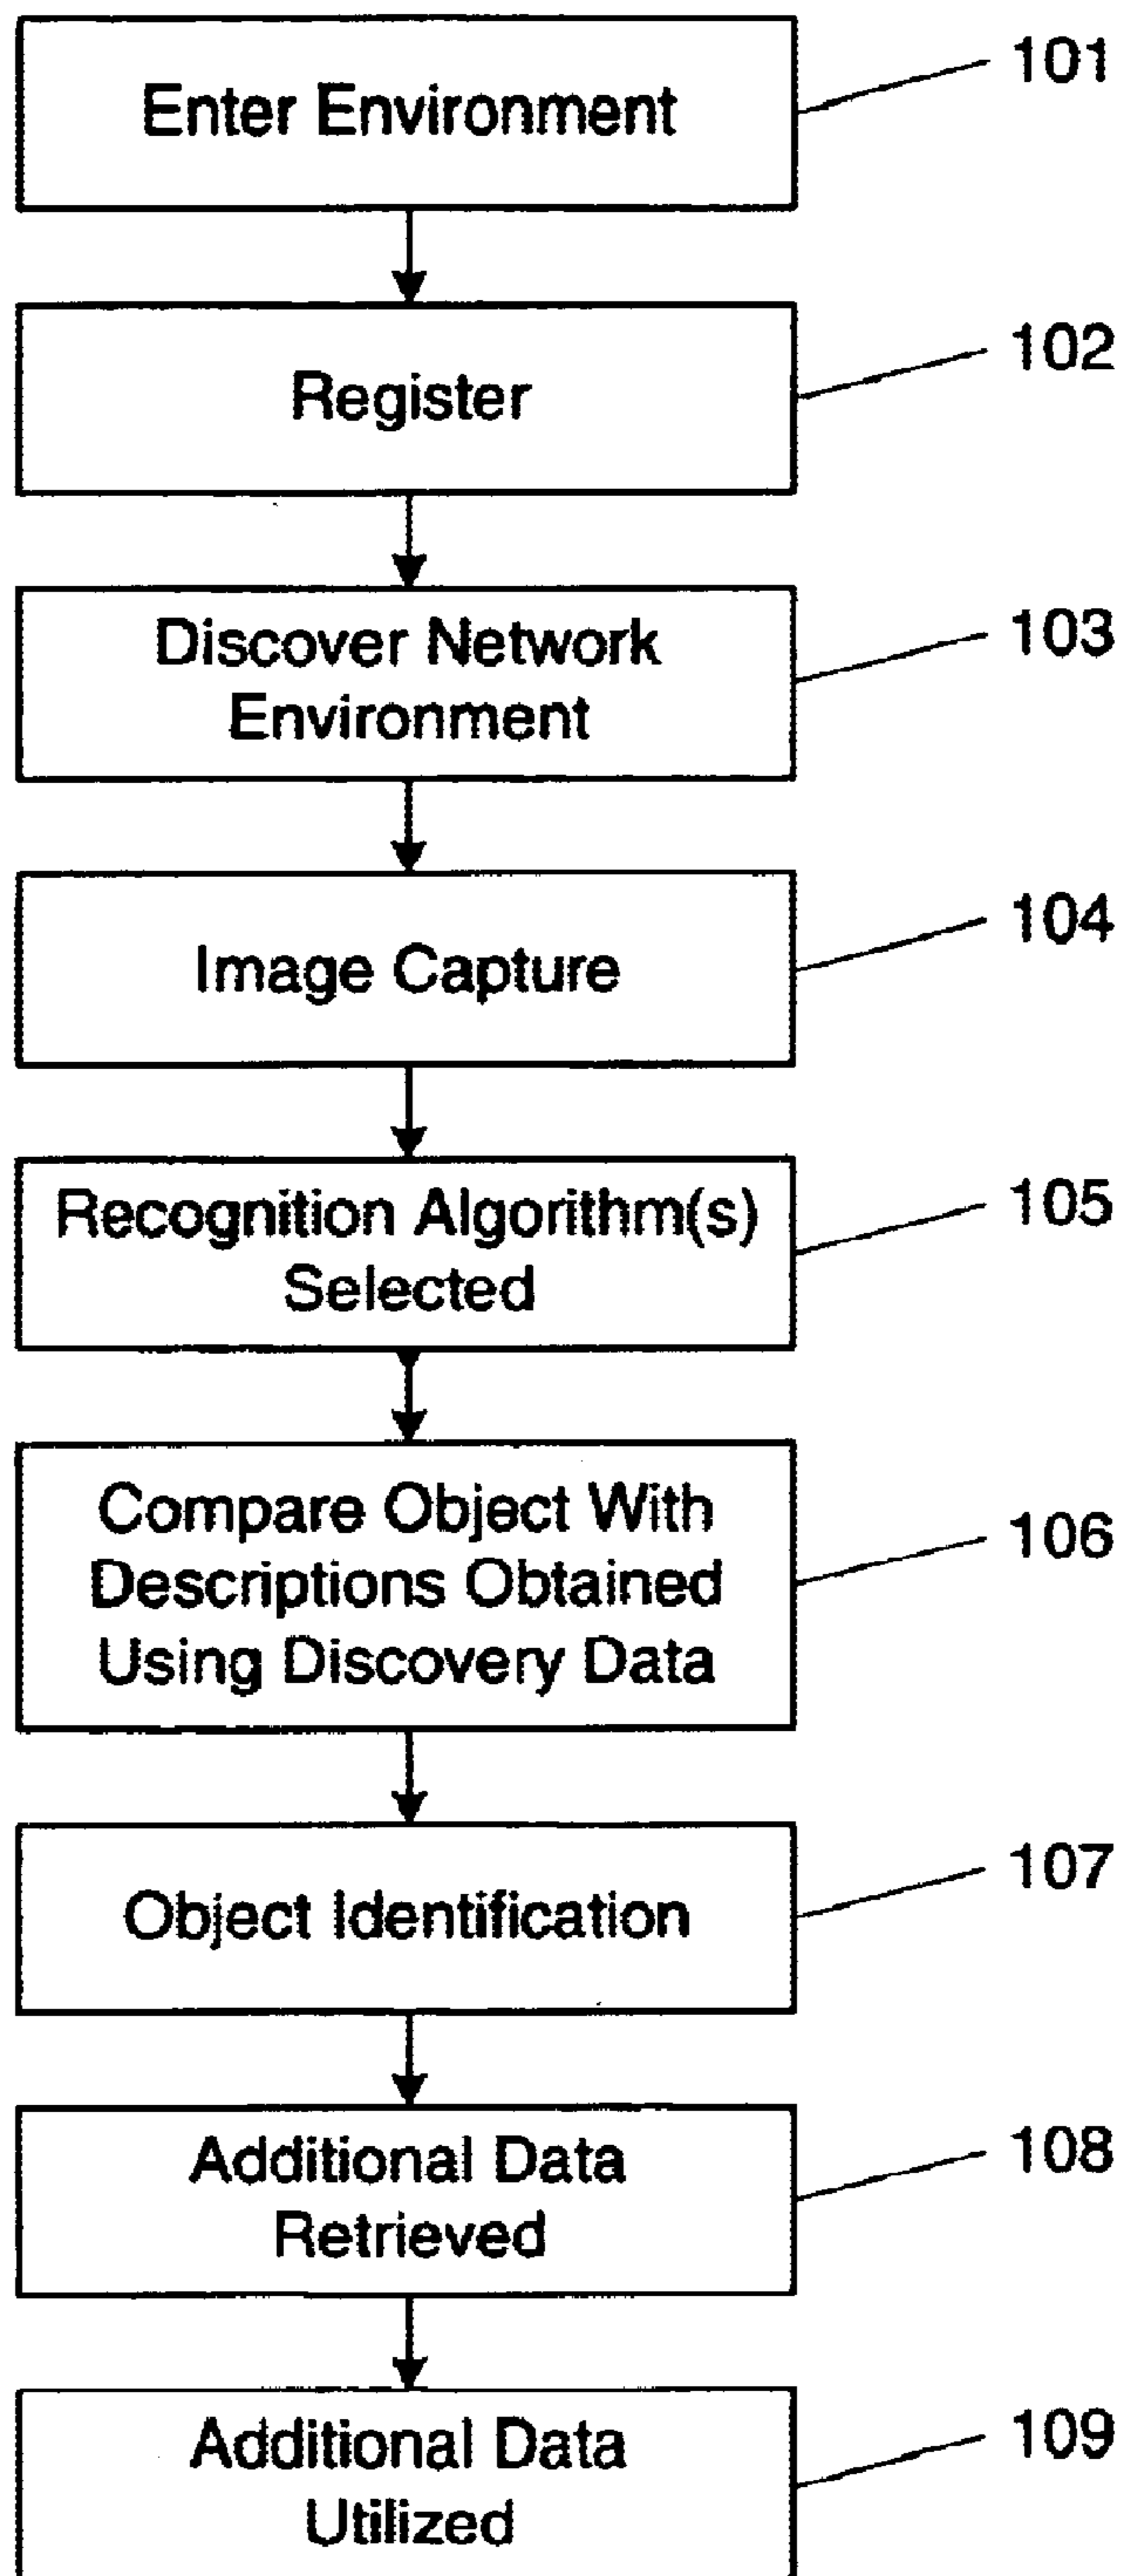 Enter Environment
101
Register
102
Discover Network
Environment
103
Image Capture
104
Recognition Algorithm(s)
Selected
105
Compare Object With
Descriptions Obtained
Using Discovery Data
106
Object Identification
107
Additional Data
Retrieved
108
Additional Data
Utilized
109